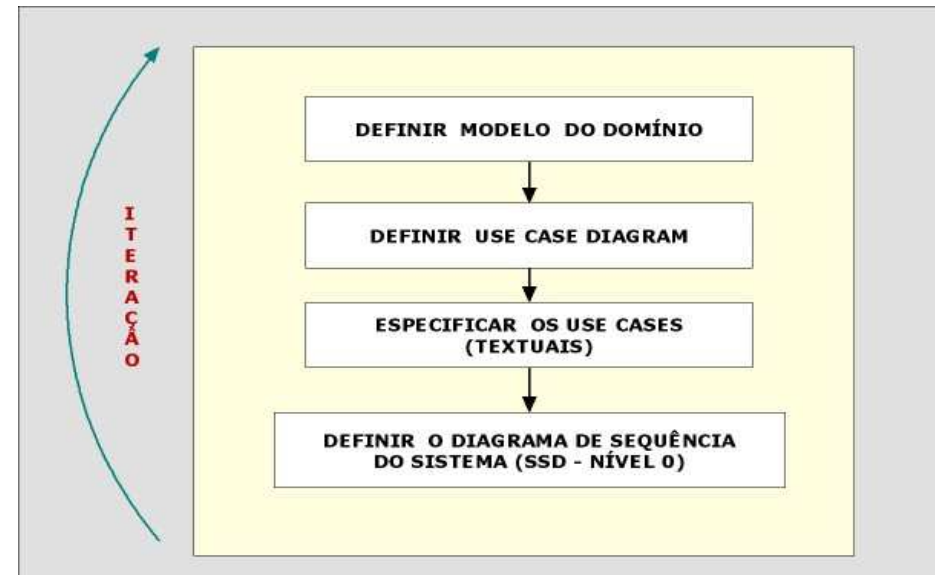 DEFINIR MODELO DO DOMÍNIO
ITERAÇÃO
DEFINIR USE CASE DIAGRAM
ESPECIFICAR OS USE CASES
(TEXTUAIS)
DEFINIR O DIAGRAMA DE SEQUÊNCIA
DO SISTEMA (SSD - NÍVEL 0)